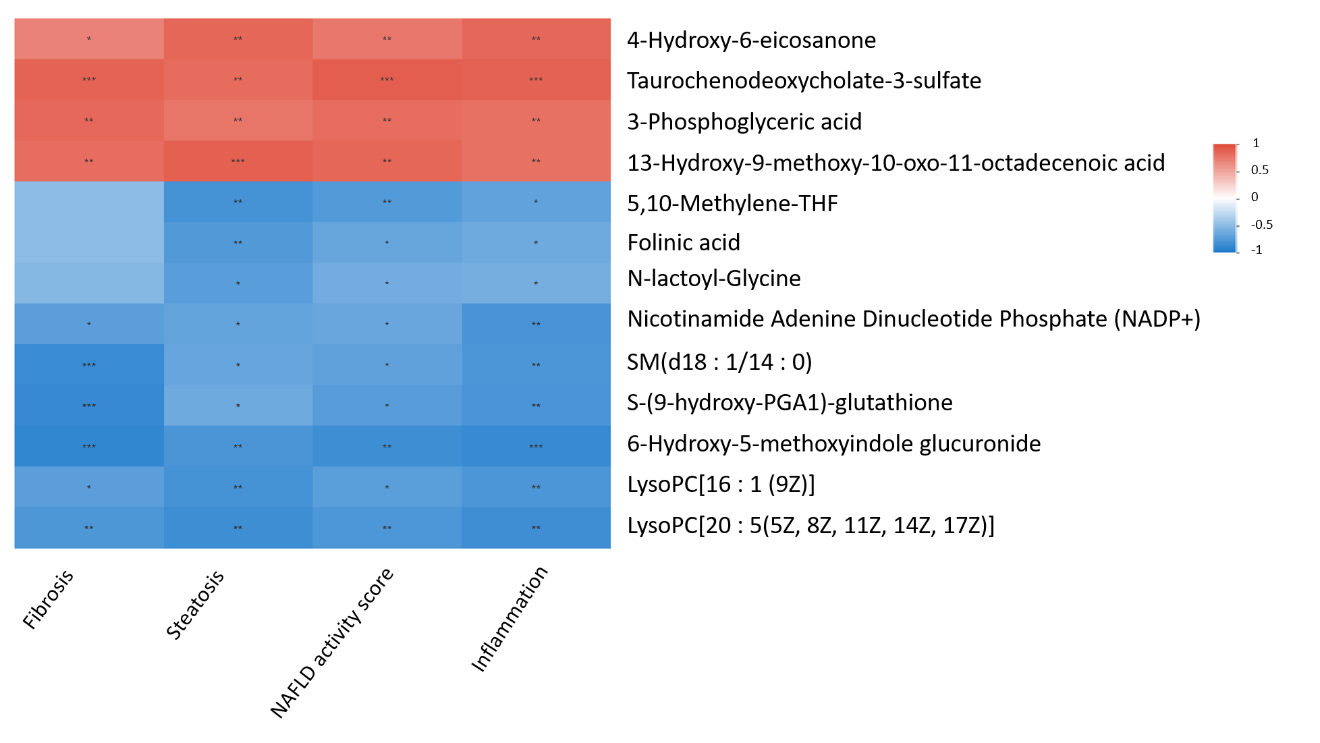 * ** ** ** 4-Hydroxy-6-eicosanone
*** ** *** *** Taurochenodeoxycholate-3-sulfate
** ** ** ** 3-Phosphoglyceric acid
** *** ** ** 13-Hydroxy-9-methoxy-10-oxo-11-octadecenoic acid
** ** * 5,10-Methylene-THF
** * * Folinic acid
* * * N-lactoyl-Glycine
* * * ** Nicotinamide Adenine Dinucleotide Phosphate (NADP+)
*** * * ** SM(d18 : 1/14 : 0)
*** * * ** S-(9-hydroxy-PGA1)-glutathione
*** ** ** *** 6-Hydroxy-5-methoxyindole glucuronide
* ** * ** LysoPC[16 : 1 (9Z)]
** ** ** ** LysoPC[20 : 5(5Z, 8Z, 11Z, 14Z, 17Z)]
1
0.5
0
-0.5
-1
Fibrosis
Steatosis
NAFLD activity score
Inflammation